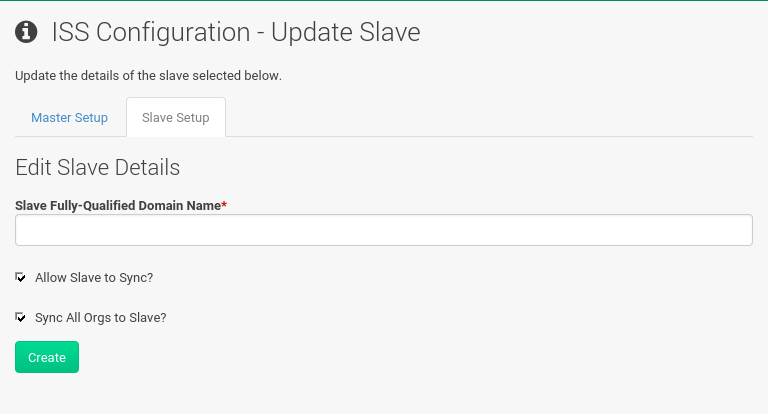 ISS Configuration - Update Slave
Update the details of the slave selected below.
Master Setup
Slave Setup
Edit Slave Details
Slave Fully-Qualified Domain Name*
Allow Slave to Sync?
Sync All Orgs to Slave?
Create